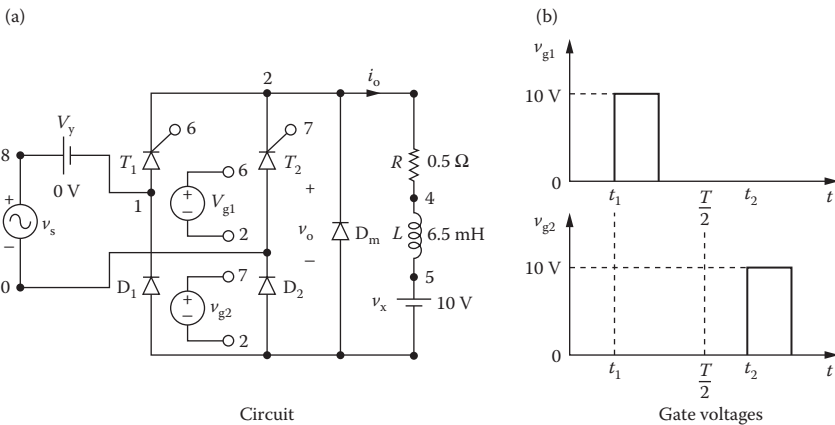 (a)
(b)
2
i_o
6
7
8
V_y
T_1
6
T_2
R
0.5 Ω
0 V
1
V_g1
+
−
+
4
+
−
v_s
2
v_o
D_m
L
6.5 mH
0
D_1
7
−
5
+
−
v_g2
D_2
v_x
10 V
2
Circuit
v_g1
10 V
0
t_1
T/2
t_2
t
v_g2
10 V
0
t_1
T/2
t_2
t
Gate voltages